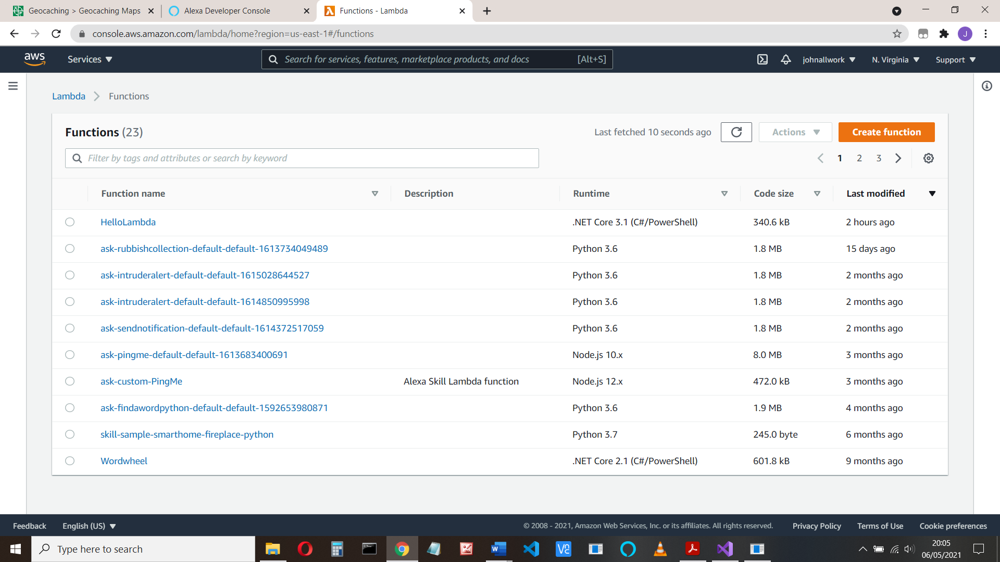 Geocaching > Geocaching Maps
Alexa Developer Console
Functions - Lambda
console.aws.amazon.com/lambda/home?region=us-east-1#/functions
J
aws
Services
Search for services, features, marketplace products, and docs
[Alt+S]
johnallwork
N. Virginia
Support
Lambda
Functions
Functions (23)
Last fetched 10 seconds ago
Actions
Create function
Filter by tags and attributes or search by keyword
1 2 3
Function name Description Runtime Code size Last modified
HelloLambda .NET Core 3.1 (C#/PowerShell) 340.6 kB 2 hours ago
ask-rubbishcollection-default-default-1613734049489 Python 3.6 1.8 MB 15 days ago
ask-intruderalert-default-default-1615028644527 Python 3.6 1.8 MB 2 months ago
ask-intruderalert-default-default-1614850995998 Python 3.6 1.8 MB 2 months ago
ask-sendnotification-default-default-1614372517059 Python 3.6 1.8 MB 2 months ago
ask-pingme-default-default-1613683400691 Node.js 10.x 8.0 MB 3 months ago
ask-custom-PingMe Alexa Skill Lambda function Node.js 12.x 472.0 kB 3 months ago
ask-findawordpython-default-default-1592653980871 Python 3.6 1.9 MB 4 months ago
skill-sample-smarthome-fireplace-python Python 3.7 245.0 byte 6 months ago
Wordwheel .NET Core 2.1 (C#/PowerShell) 601.8 kB 9 months ago
Feedback
English (US)
© 2008 - 2021, Amazon Web Services, Inc. or its affiliates. All rights reserved.
Privacy Policy
Terms of Use
Cookie preferences
Type here to search
20:05
06/05/2021